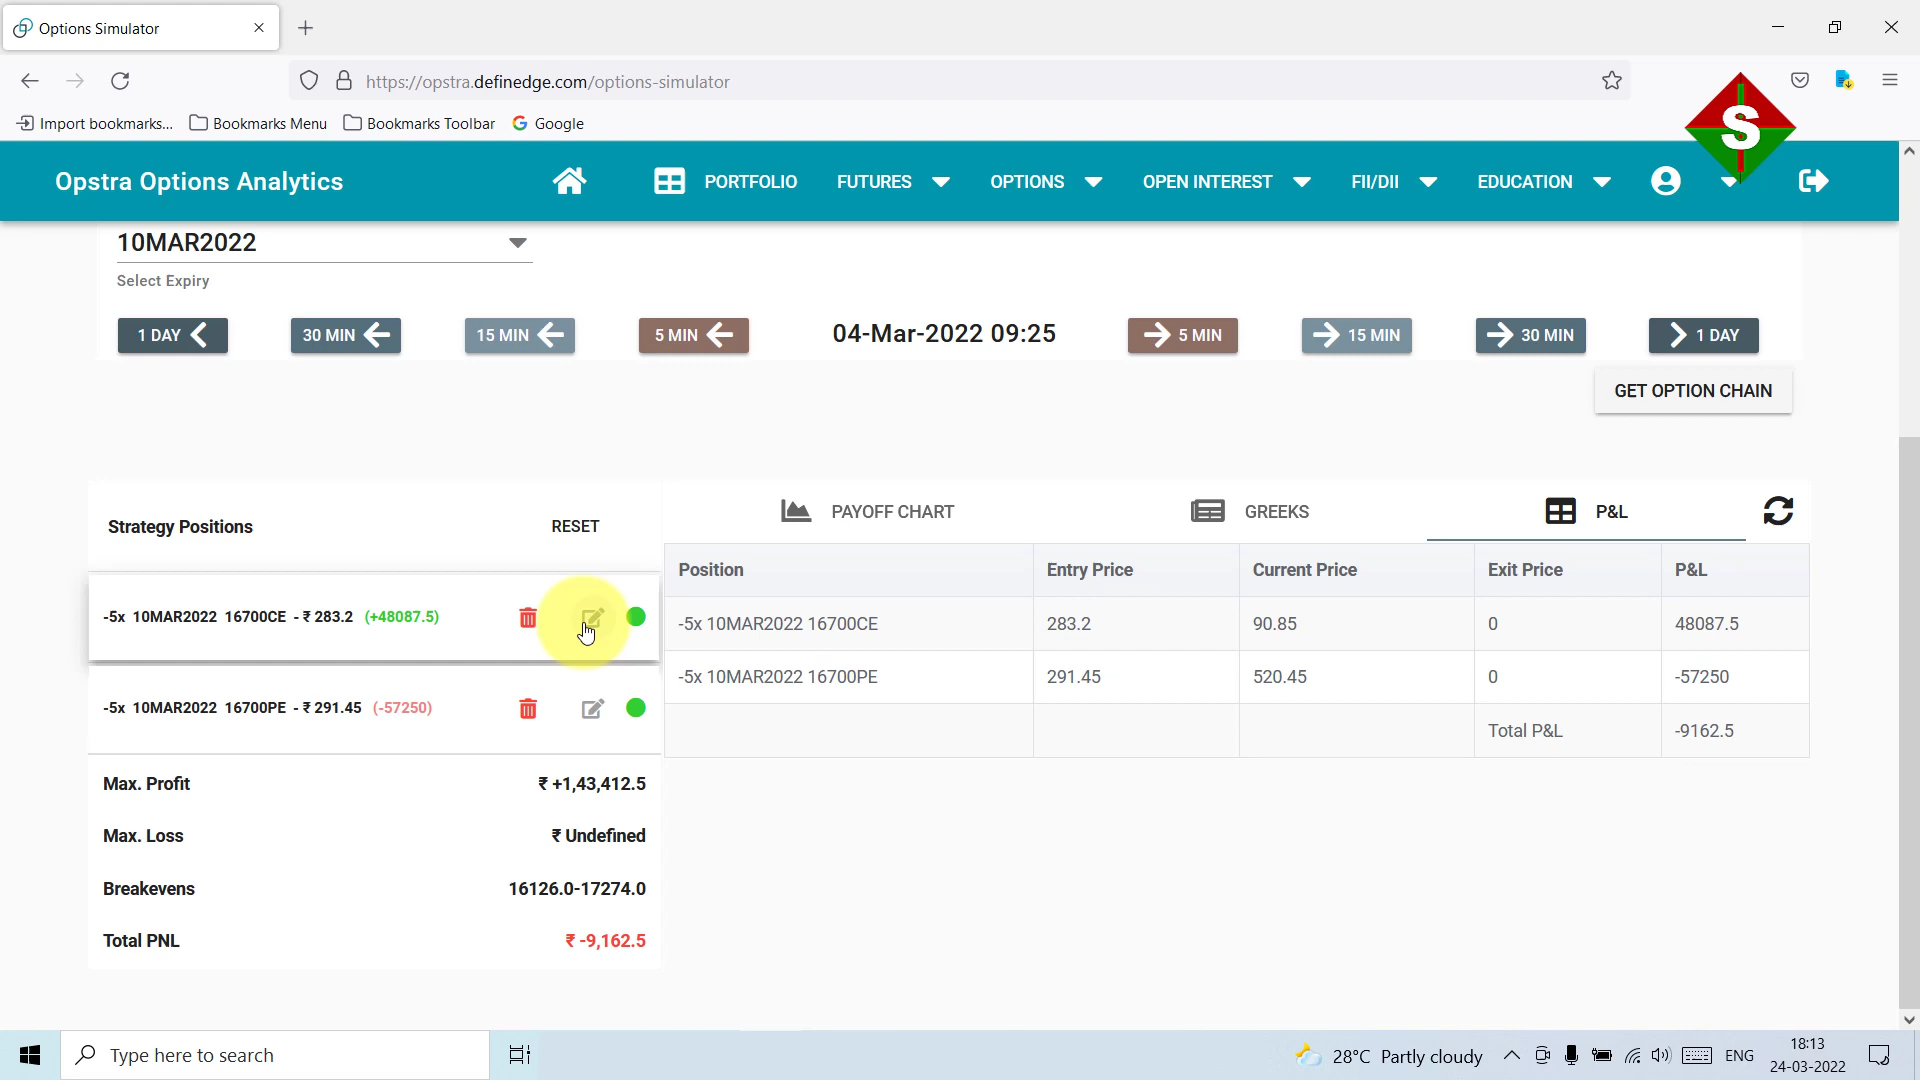 Options Simulator
https://opstra.definedge.com/options-simulator
Import bookmarks... Bookmarks Menu Bookmarks Toolbar Google
S
Opstra Options Analytics PORTFOLIO FUTURES OPTIONS OPEN INTEREST FII/DII EDUCATION
10MAR2022
Select Expiry
1 DAY 30 MIN 15 MIN 5 MIN 04-Mar-2022 09:25 5 MIN 15 MIN 30 MIN 1 DAY
GET OPTION CHAIN
Strategy Positions RESET PAYOFF CHART GREEKS P&L
Position Entry Price Current Price Exit Price P&L
-5x 10MAR2022 16700CE - ₹ 283.2 (+48087.5) -5x 10MAR2022 16700CE 283.2 90.85 0 48087.5
-5x 10MAR2022 16700PE - ₹ 291.45 (-57250) -5x 10MAR2022 16700PE 291.45 520.45 0 -57250
Total P&L -9162.5
Max. Profit ₹ +1,43,412.5
Max. Loss ₹ Undefined
Breakevens 16126.0-17274.0
Total PNL ₹ -9,162.5
Type here to search 28°C Partly cloudy ENG 18:13
24-03-2022